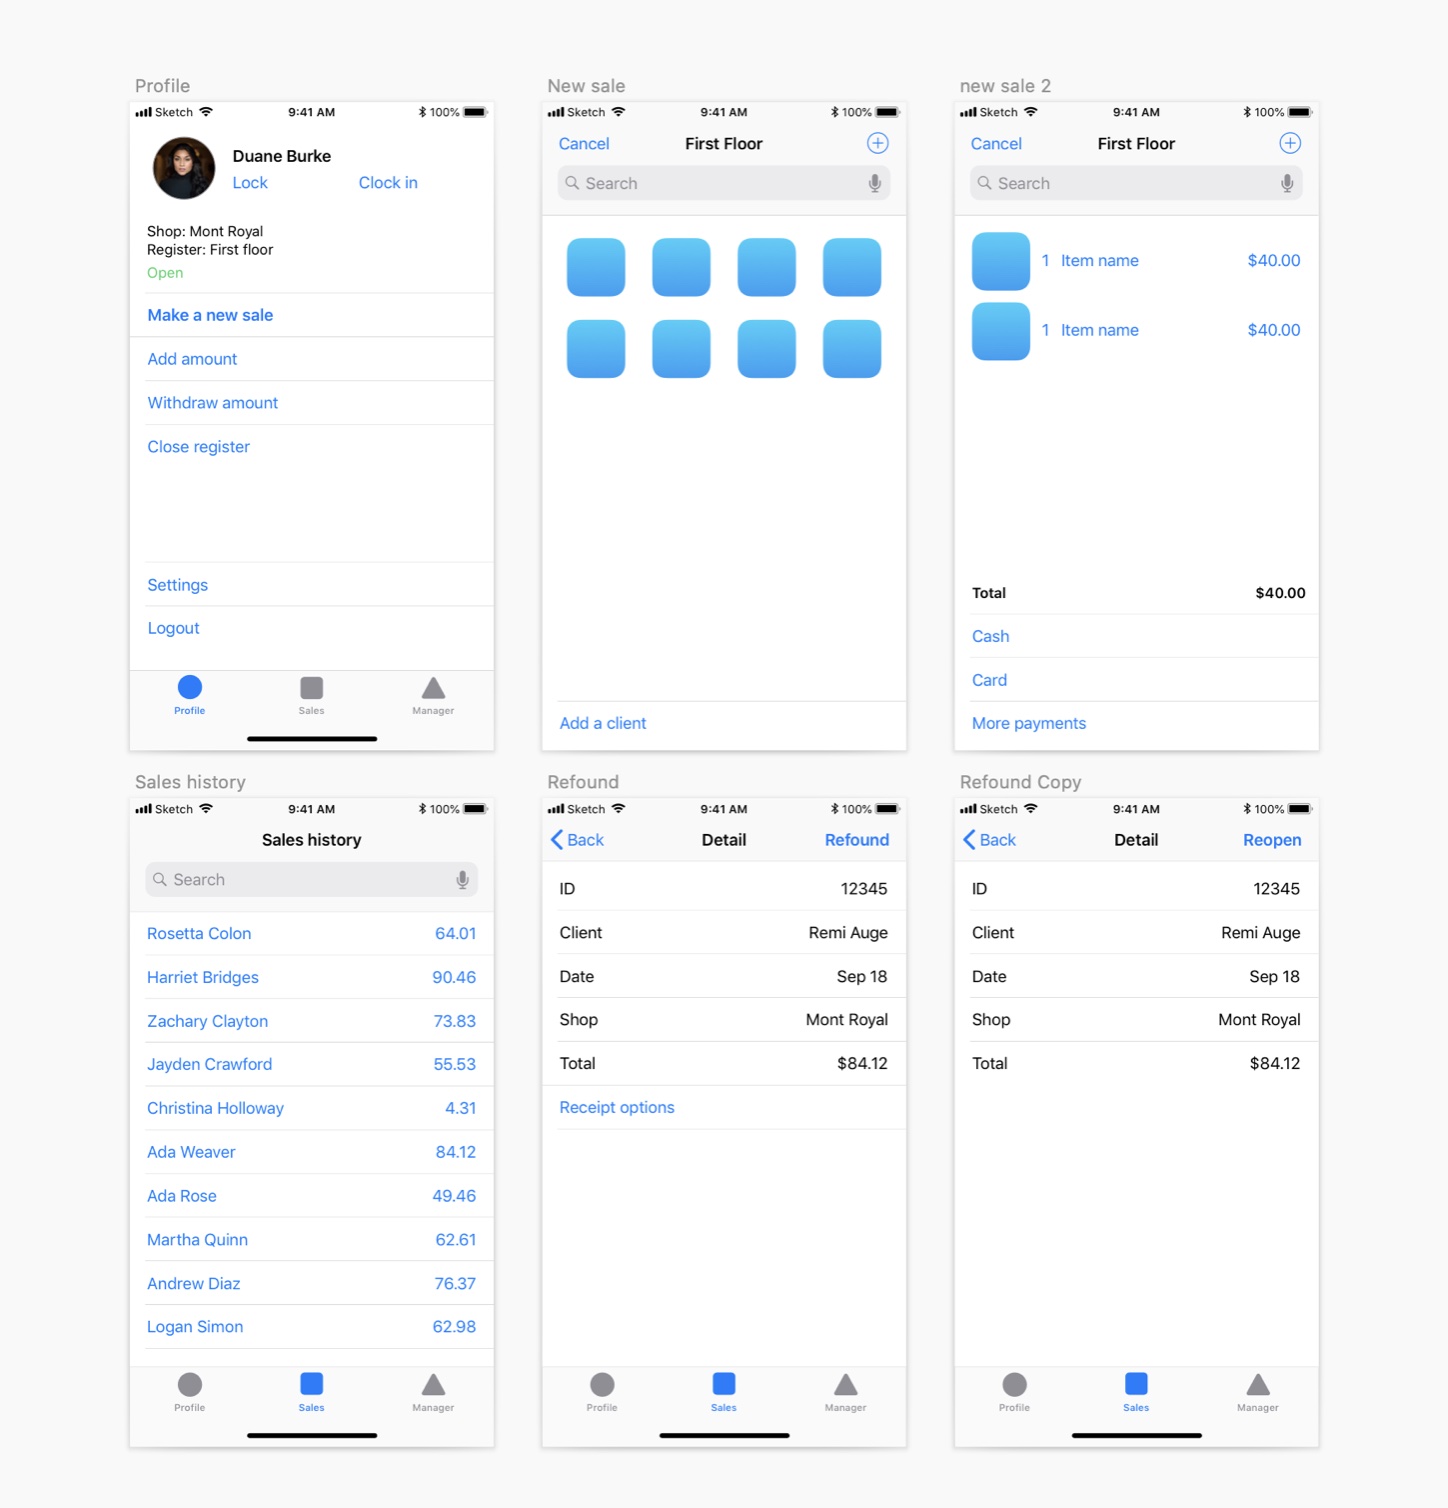 Profile
Sketch 9:41 AM 100%
Duane Burke
Lock Clock in
Shop: Mont Royal
Register: First floor
Open
Make a new sale
Add amount
Withdraw amount
Close register
Settings
Logout
Profile Sales Manager
New sale
Sketch 9:41 AM 100%
Cancel First Floor
Search
Add a client
new sale 2
Sketch 9:41 AM 100%
Cancel First Floor
Search
1 Item name $40.00
1 Item name $40.00
Total $40.00
Cash
Card
More payments
Sales history
Sketch 9:41 AM 100%
Sales history
Search
Rosetta Colon 64.01
Harriet Bridges 90.46
Zachary Clayton 73.83
Jayden Crawford 55.53
Christina Holloway 4.31
Ada Weaver 84.12
Ada Rose 49.46
Martha Quinn 62.61
Andrew Diaz 76.37
Logan Simon 62.98
Profile Sales Manager
Refound
Sketch 9:41 AM 100%
Back Detail Refound
ID 12345
Client Remi Auge
Date Sep 18
Shop Mont Royal
Total $84.12
Receipt options
Profile Sales Manager
Refound Copy
Sketch 9:41 AM 100%
Back Detail Reopen
ID 12345
Client Remi Auge
Date Sep 18
Shop Mont Royal
Total $84.12
Profile Sales Manager